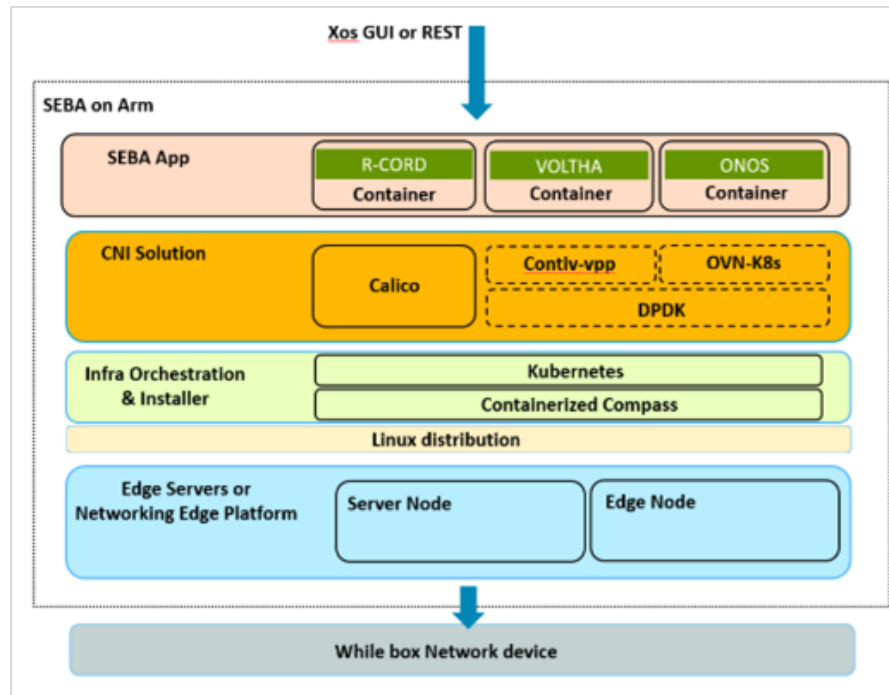 Xos GUI or REST
SEBA on Arm
SEBA App
R-CORD
Container
VOLTHA
Container
ONOS
Container
CNI Solution
Calico
Contiv-vpp
OVN-K8s
DPDK
Infra Orchestration
& Installer
Kubernetes
Containerized Compass
Linux distribution
Edge Servers or
Networking Edge Platform
Server Node
Edge Node
While box Network device